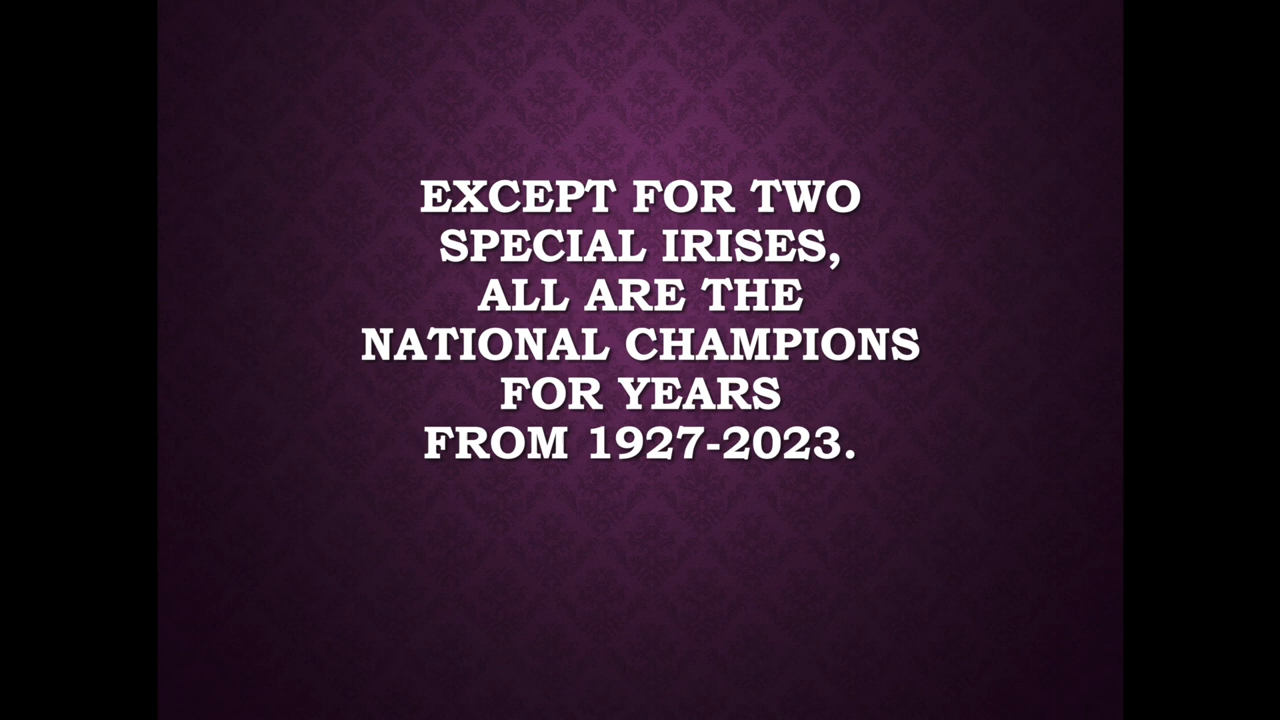 EXCEPT FOR TWO
SPECIAL IRISES,
ALL ARE THE
NATIONAL CHAMPIONS
FOR YEARS
FROM 1927-2023.